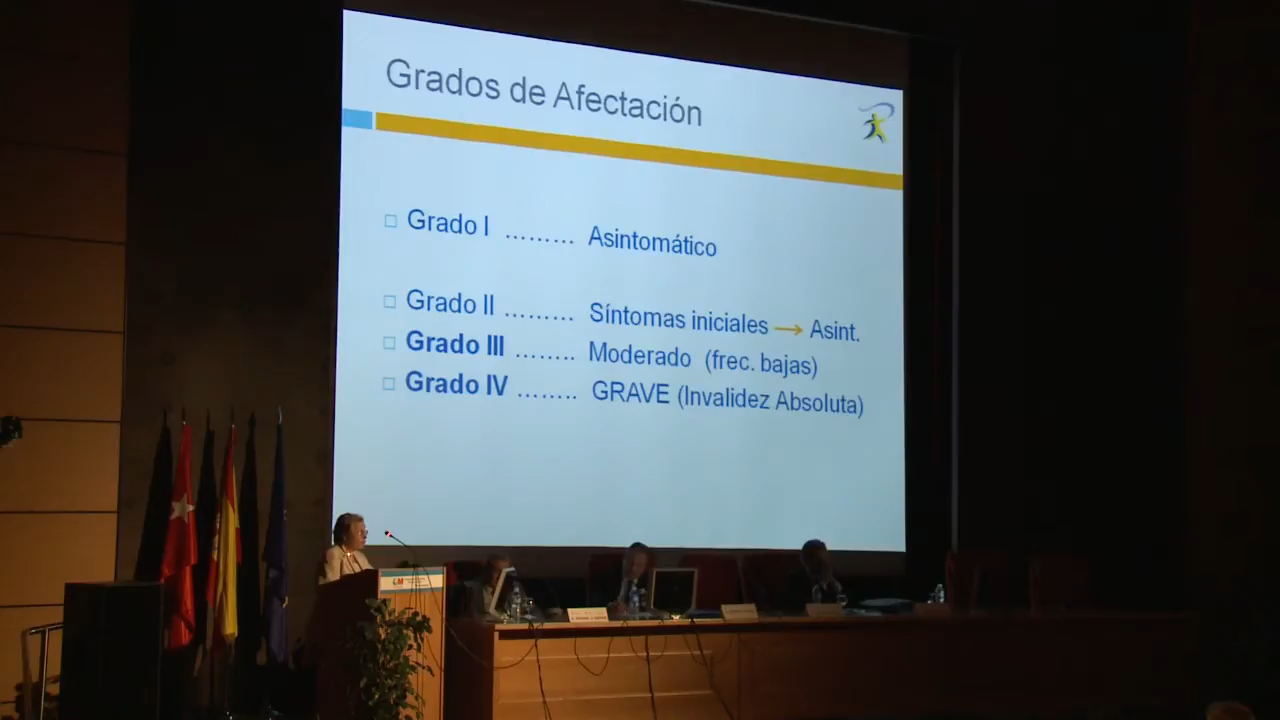 Grados de Afectación
Grado I ......... Asintomático
Grado II ......... Síntomas iniciales → Asint.
Grado III ........ Moderado (frec. bajas)
Grado IV ........ GRAVE (Invalidez Absoluta)